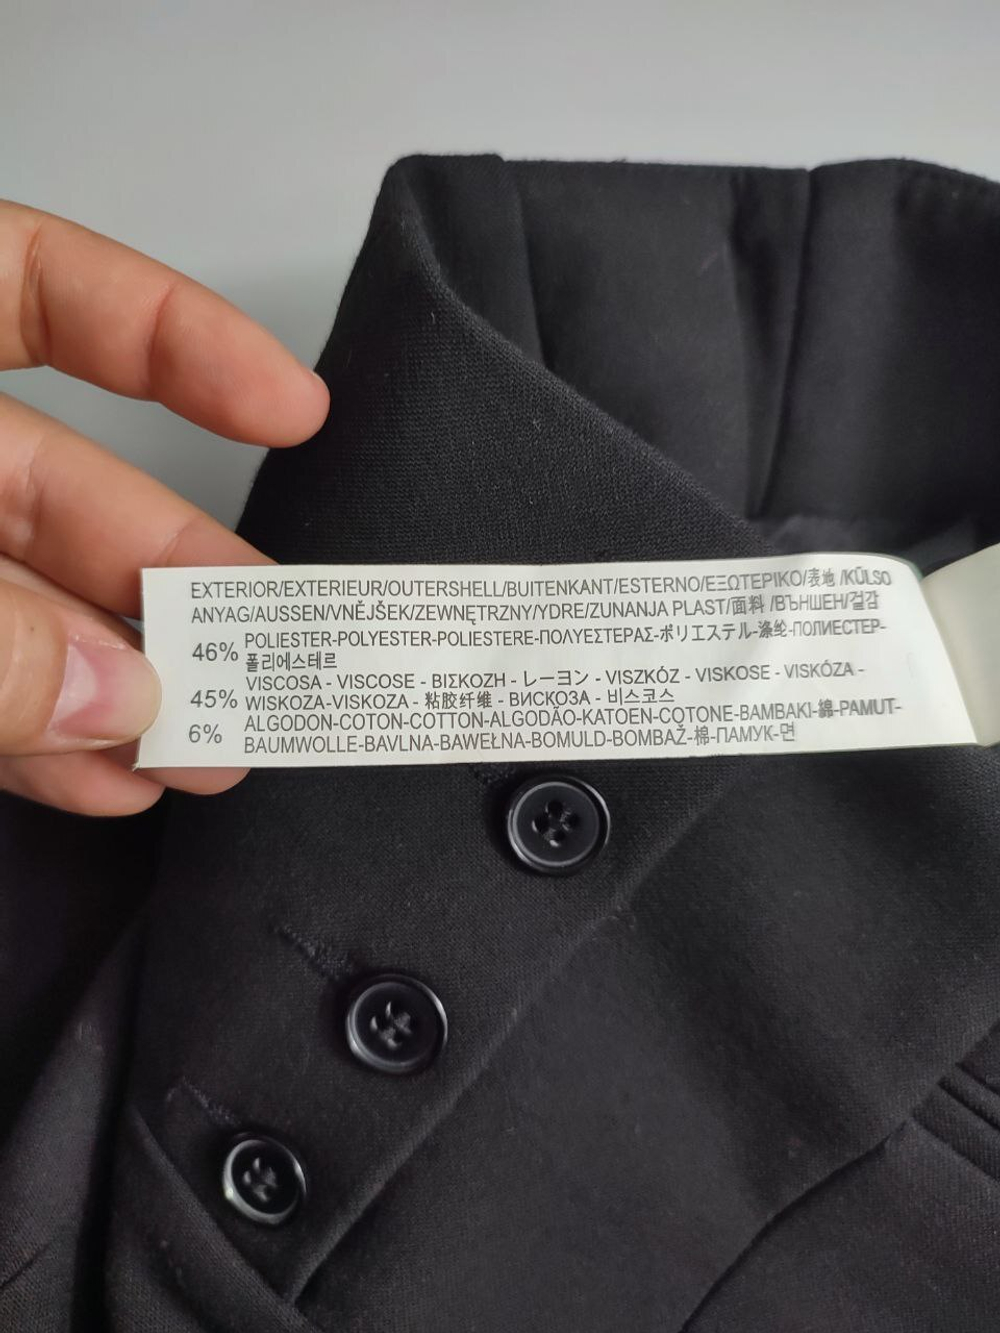 EXTERIOR/EXTERIEUR/OUTERSHELL/BUITENKANT/ESTERNO/ΕΞΩΤΕΡΙΚΟ/表地/KŰLSO
ANYAG/AUSSEN/VNĚJŠEK/ZEWNĘTRZNY/YDRE/ZUNANJA PLAST/面料/ВЪНШЕН/겉감
46% POLIESTER-POLYESTER-POLIESTERE-ΠΟΛΥΕΣΤΕΡΑΣ-ポリエステル-涤纶-ПОЛИЕСТЕР-
폴리에스테르
45% VISCOSA - VISCOSE - ΒΙΣΚΟΖΗ - レーヨン - VISZKÓZ - VISKOSE - VISKÓZA -
WISKOZA-VISKOZA - 粘胶纤维 - ВИСКОЗА - 비스코스
6% ALGODON-COTON-COTTON-ALGODÃO-KATOEN-COTONE-BAMBAKI-綿-PAMUT-
BAUMWOLLE-BAVLNA-BAWEŁNA-BOMULD-BOMBAŽ-棉-ПАМУК-면